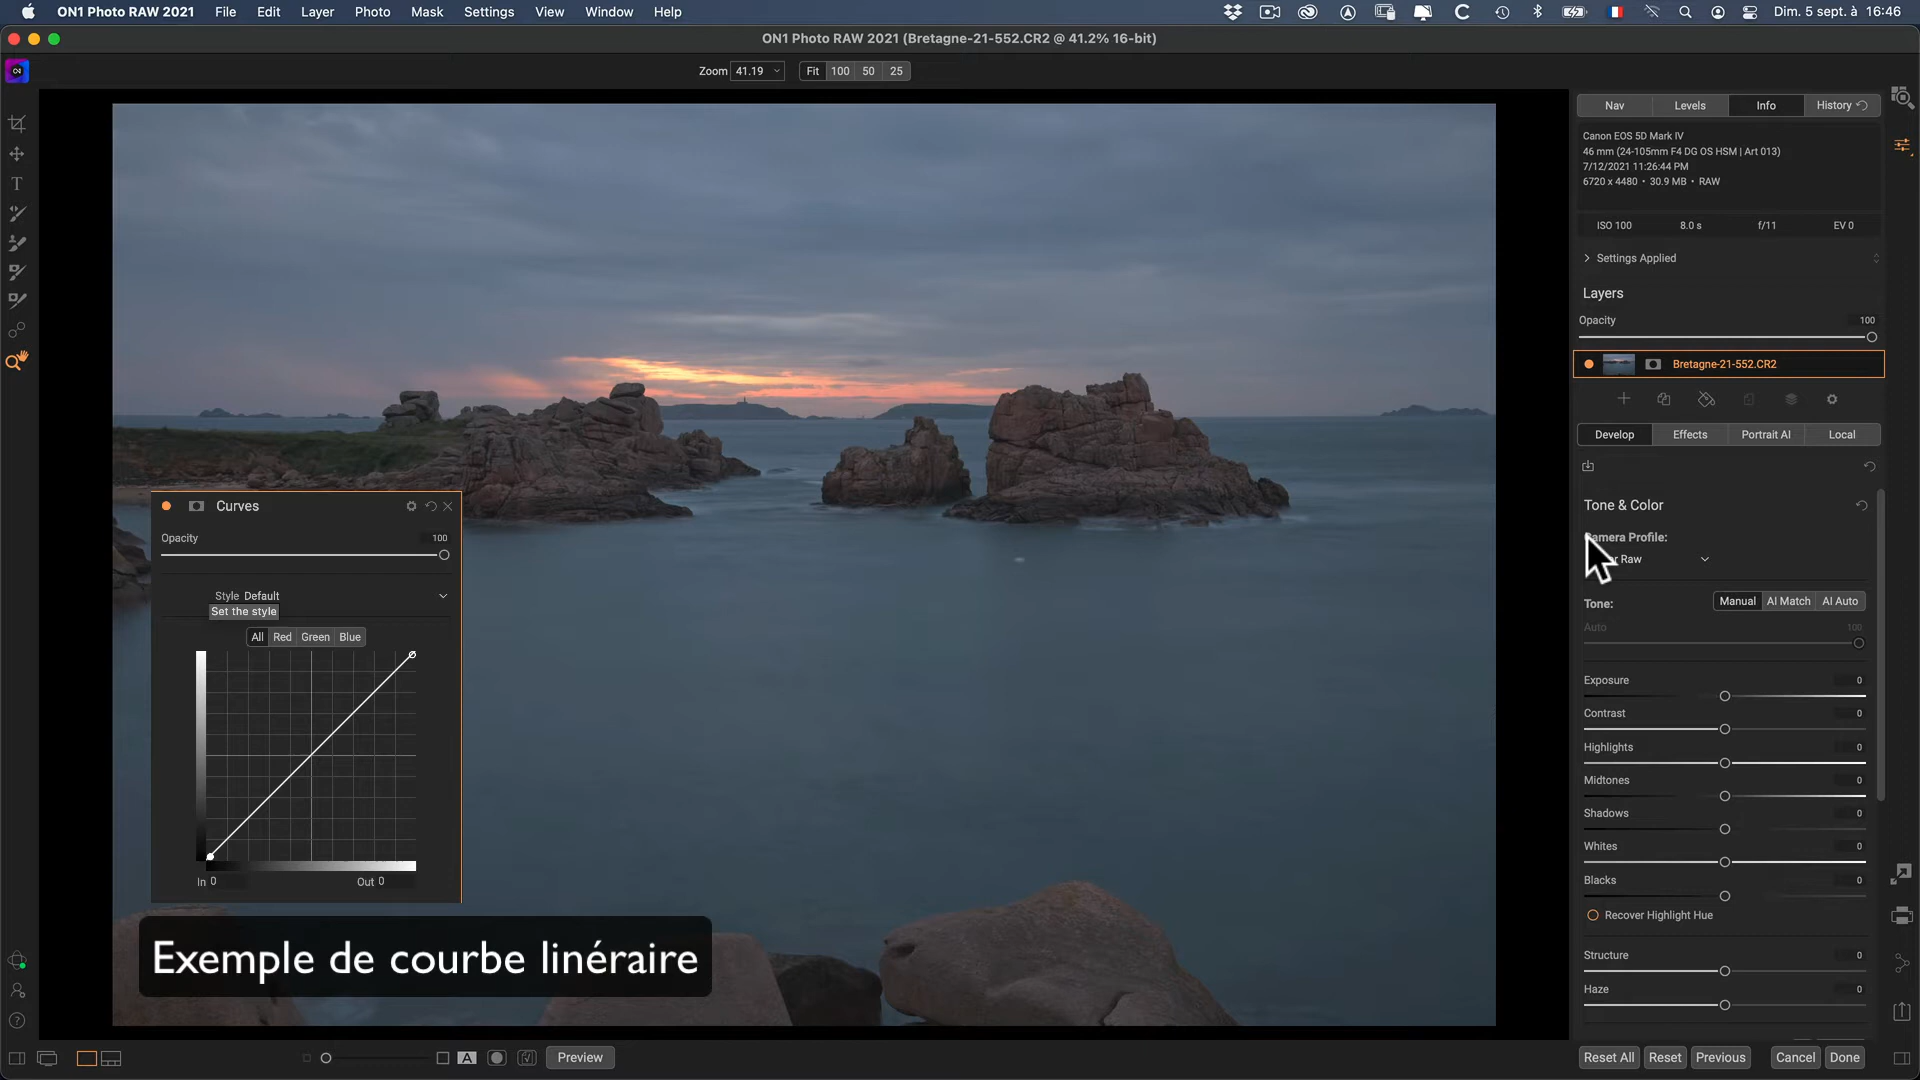 ON1 Photo RAW 2021 File Edit Layer Photo Mask Settings View Window Help Dim. 5 sept. à 16:46
ON1 Photo RAW 2021 (Bretagne-21-552.CR2 @ 41.2% 16-bit)
Zoom 41.19 Fit 100 50 25
Nav Levels Info History
Canon EOS 5D Mark IV
46 mm (24-105mm F4 DG OS HSM | Art 013)
7/12/2021 11:26:44 PM
6720 x 4480 • 30.9 MB • RAW
ISO 100 8.0 s f/11 EV 0
Settings Applied
Layers
Opacity 100
Bretagne-21-552.CR2
Develop Effects Portrait AI Local
Tone & Color
Camera Profile:
Raw
Tone: Manual AI Match AI Auto
Auto 100
Exposure 0
Contrast 0
Highlights 0
Midtones 0
Shadows 0
Whites 0
Blacks 0
Recover Highlight Hue
Structure 0
Haze 0
Curves
Opacity 100
Style Default
Set the style
All Red Green Blue
In 0 Out 0
Exemple de courbe linéraire
A Preview
Reset All Reset Previous Cancel Done